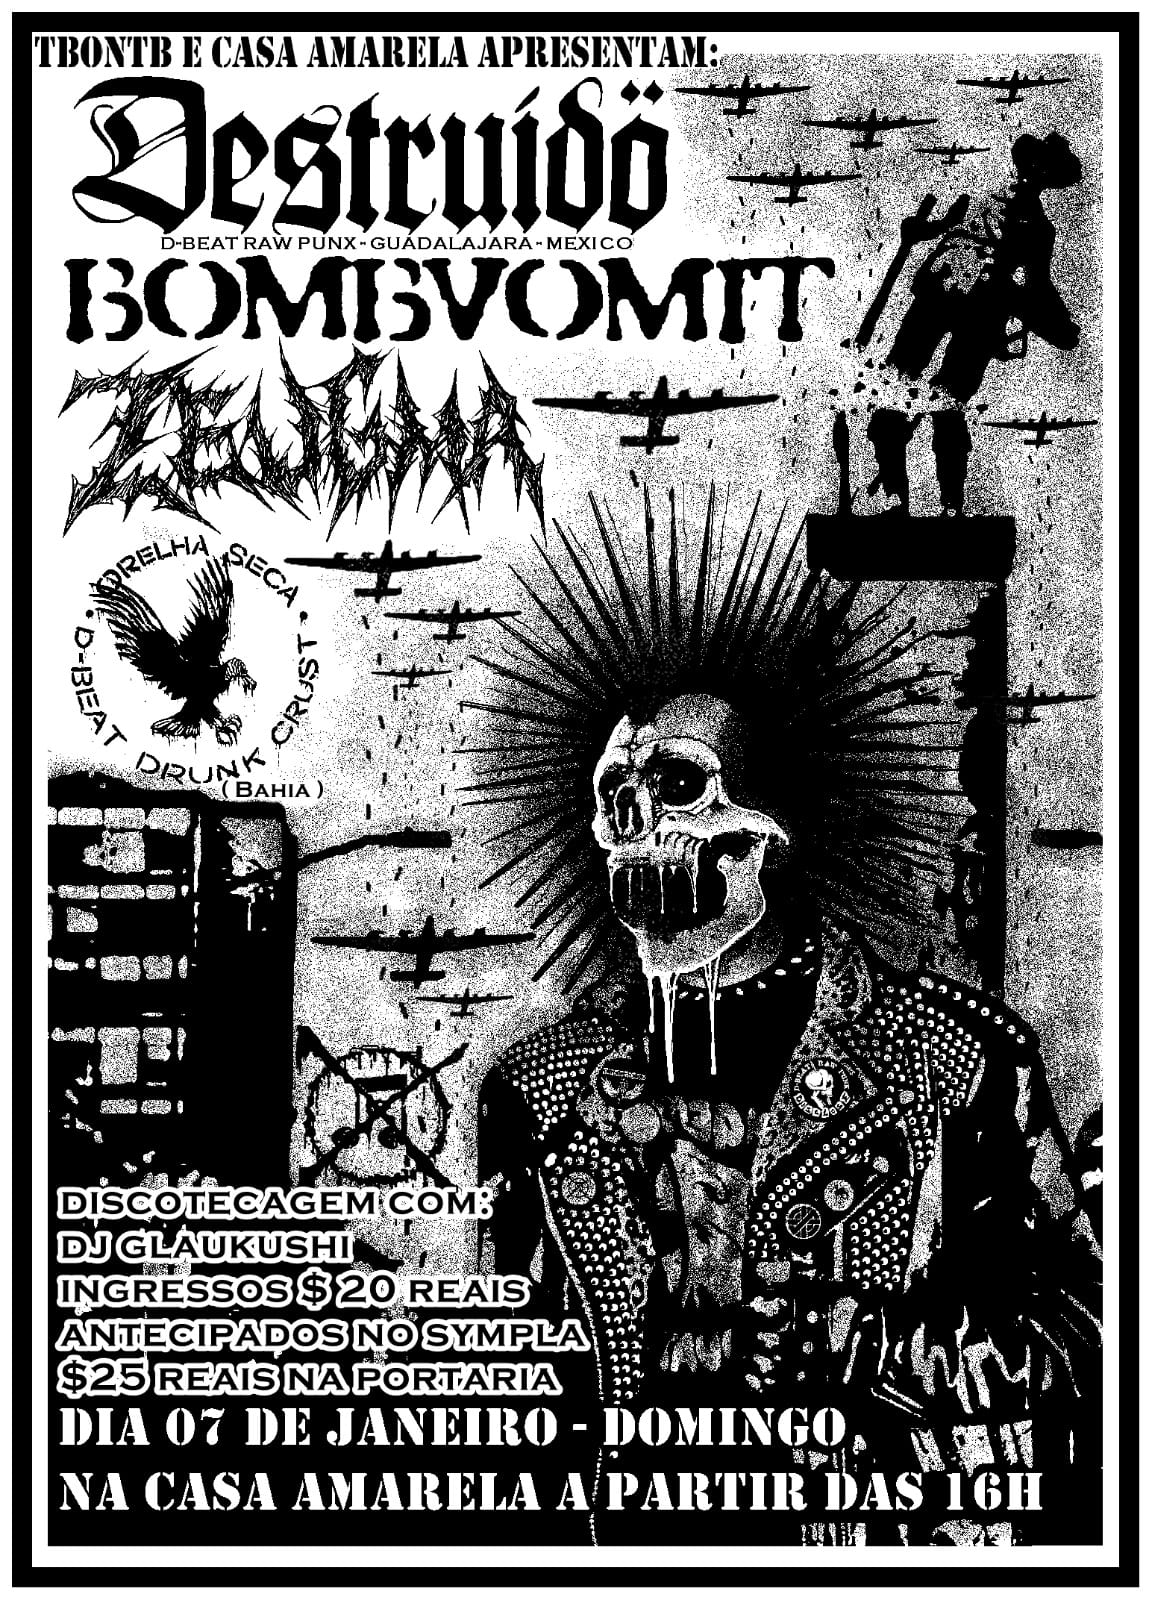 TBONTB E CASA AMARELA APRESENTAM:
Destruídö
D-BEAT RAW PUNX - GUADALAJARA - MEXICO
BOMBVOMIT
ZEUGMA
ORELHA SECA
• D-BEAT DRUNK CRUST •
(BAHIA)
DISCOTECAGEM COM:
DJ GLAUKUSHI
INGRESSOS $ 20 REAIS
ANTECIPADOS NO SYMPLA
$25 REAIS NA PORTARIA
DIA 07 DE JANEIRO - DOMINGO
NA CASA AMARELA A PARTIR DAS 16H